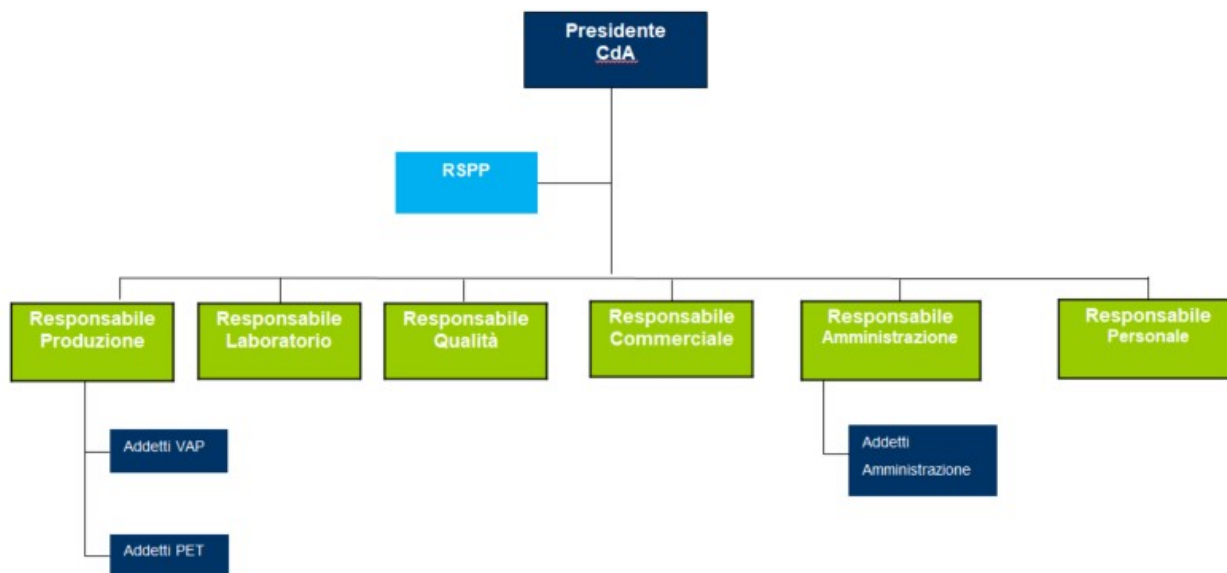 Presidente
CdA
RSPP
Responsabile
Produzione
Responsabile
Laboratorio
Responsabile
Qualità
Responsabile
Commerciale
Responsabile
Amministrazione
Responsabile
Personale
Addetti VAP
Addetti
Amministrazione
Addetti PET